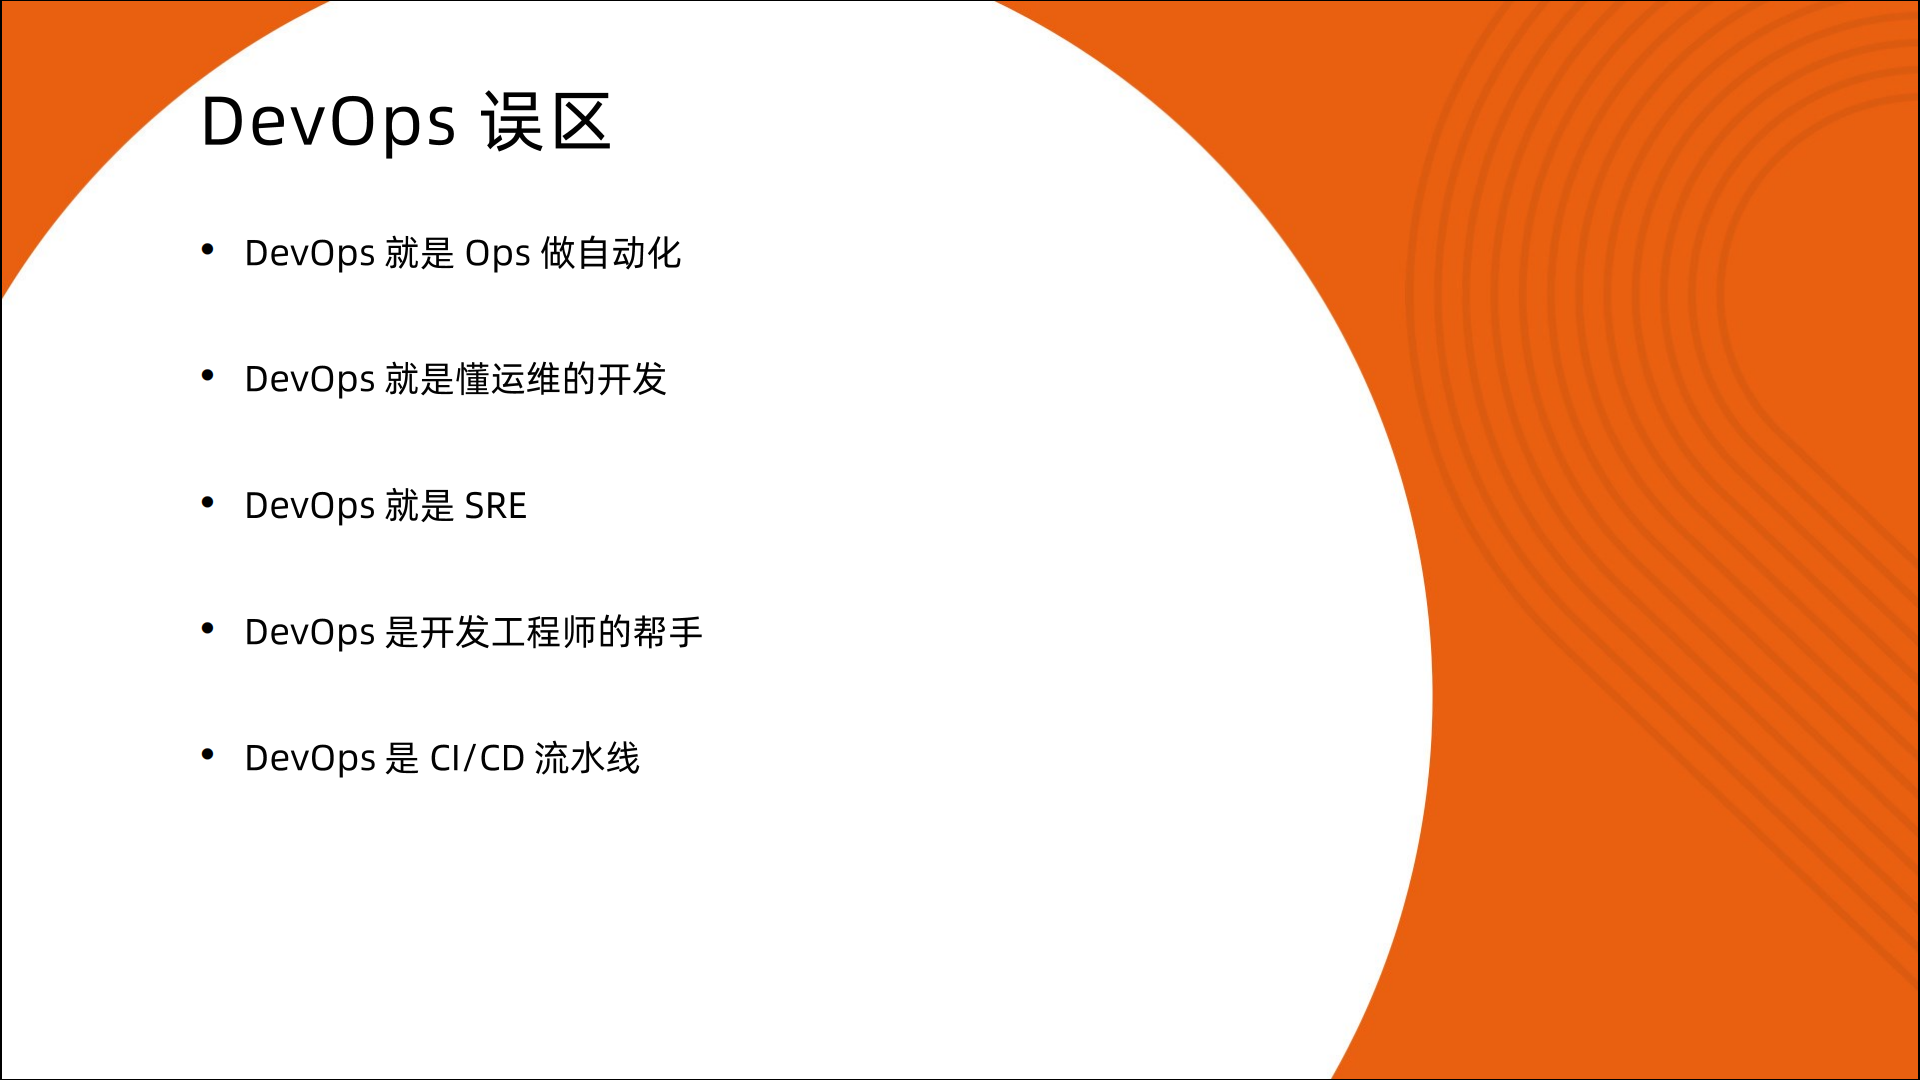 DevOps 误区
• DevOps 就是 Ops 做自动化
• DevOps 就是懂运维的开发
• DevOps 就是 SRE
• DevOps 是开发工程师的帮手
• DevOps 是 CI/CD 流水线